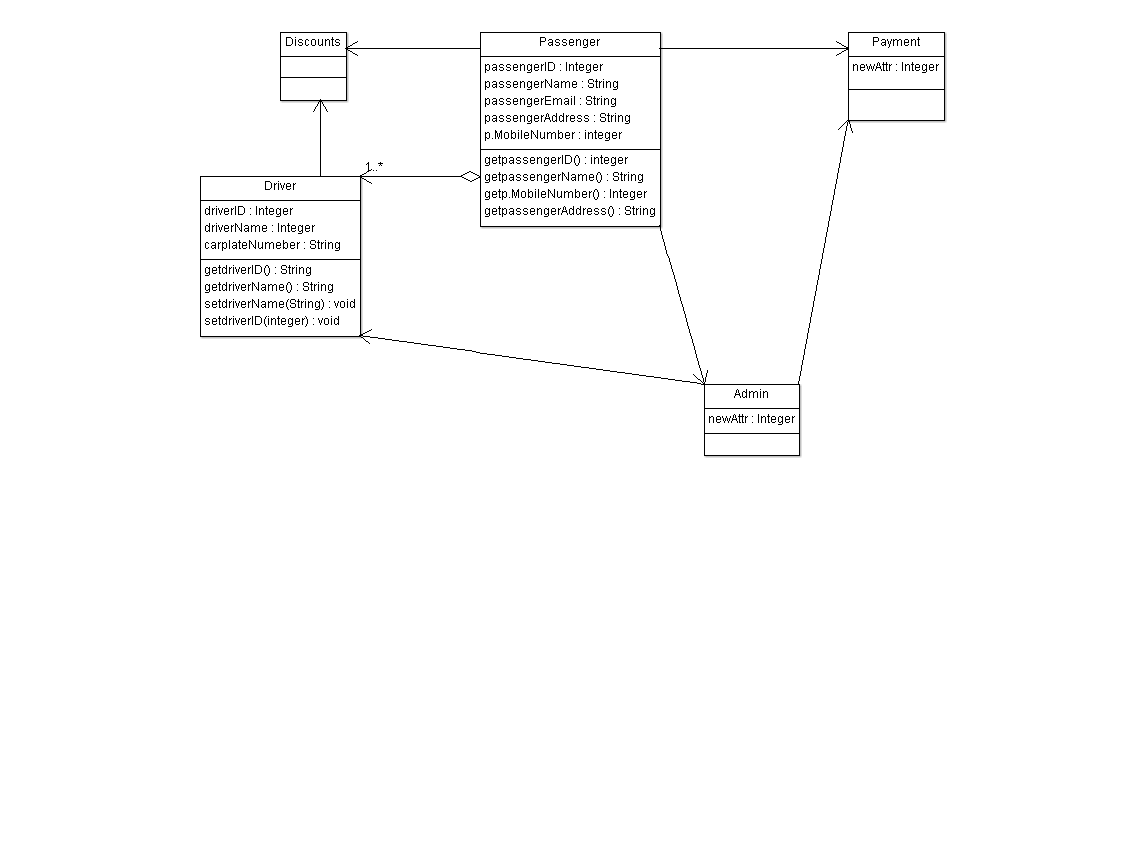 Discounts
Passenger
passengerID : Integer
passengerName : String
passengerEmail : String
passengerAddress : String
p.MobileNumber : integer
getpassengerID() : integer
getpassengerName() : String
getp.MobileNumber() : Integer
getpassengerAddress() : String
Payment
newAttr : Integer
1..*
Driver
driverID : Integer
driverName : Integer
carplateNumeber : String
getdriverID() : String
getdriverName() : String
setdriverName(String) : void
setdriverID(integer) : void
Admin
newAttr : Integer